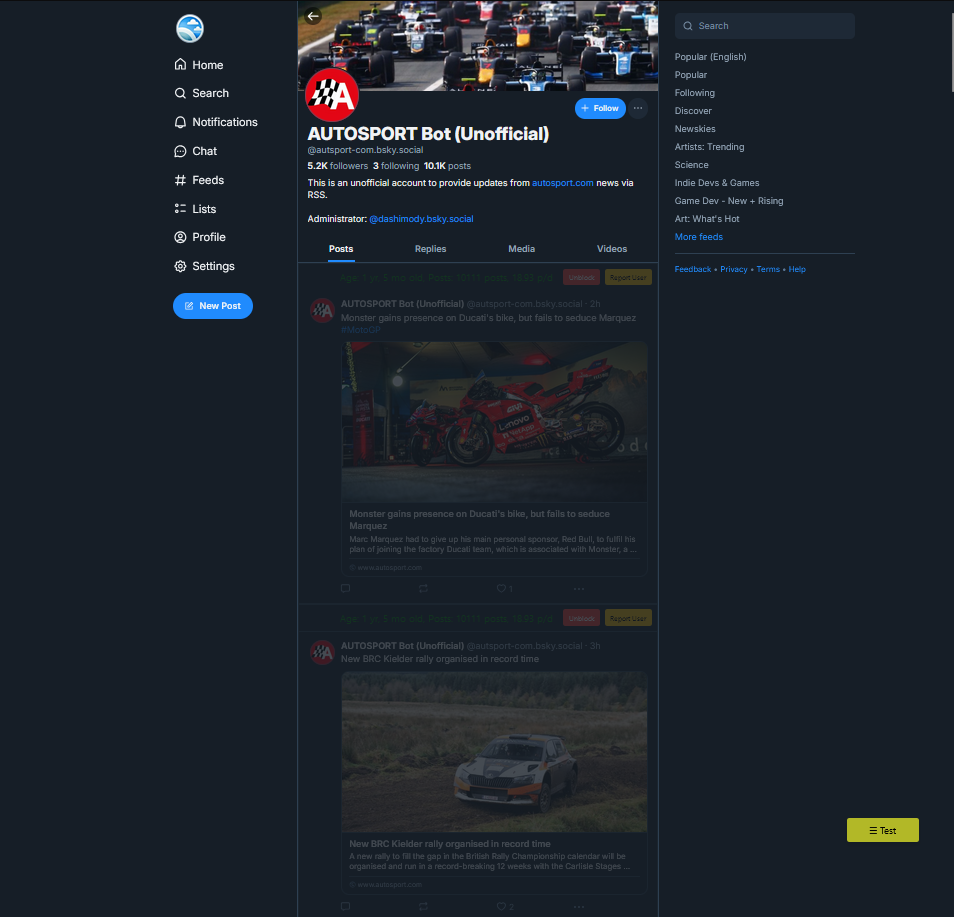 Home
Search
Notifications
Chat
Feeds
Lists
Profile
Settings
New Post
A
Follow
AUTOSPORT Bot (Unofficial)
@autsport-com.bsky.social
5.2K followers 3 following 10.1K posts
This is an unofficial account to provide updates from autosport.com news via
RSS.
Administrator: @dashimody.bsky.social
Posts Replies Media Videos
Unblock Report User
AUTOSPORT Bot (Unofficial) @autsport-com.bsky.social · 2h
Monster gains presence on Ducati's bike, but fails to seduce Marquez
#MotoGP
Lenovo
Monster gains presence on Ducati's bike, but fails to seduce
Marquez
Marc Marquez had to give up his main personal sponsor, Red Bull, to fulfil his
plan of joining the factory Ducati team, which is associated with Monster, a ...
www.autosport.com
1
Unblock Report User
AUTOSPORT Bot (Unofficial) @autsport-com.bsky.social · 3h
New BRC Kielder rally organised in record time
New BRC Kielder rally organised in record time
A new rally to fill the gap in the British Rally Championship calendar will be
organised and run in a record-breaking 12 weeks with the Carlisle Stages ...
www.autosport.com
2
Search
Popular (English)
Popular
Following
Discover
Newskies
Artists: Trending
Science
Indie Devs & Games
Game Dev - New + Rising
Art: What's Hot
More feeds
Feedback • Privacy • Terms • Help
☰ Test